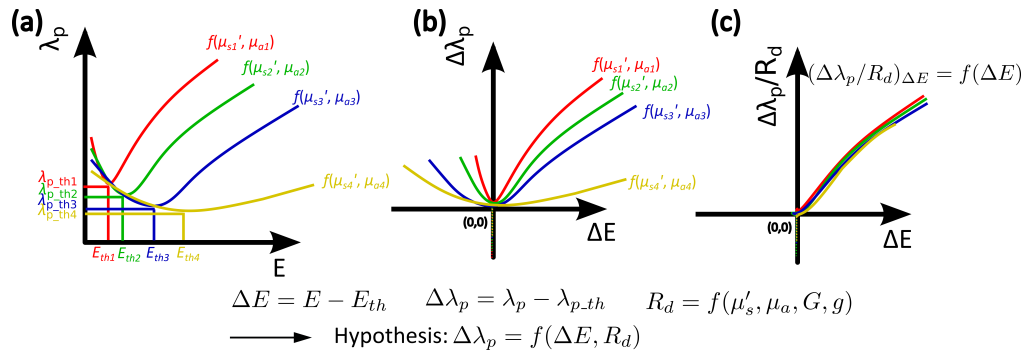 (a)
λp
f(μs1', μa1)
f(μs2', μa2)
f(μs3', μa3)
f(μs4', μa4)
λp_th1
λp_th2
λp_th3
λp_th4
Eth1 Eth2 Eth3 Eth4
E
(b)
Δλp
f(μs1', μa1)
f(μs2', μa2)
f(μs3', μa3)
f(μs4', μa4)
(0,0)
ΔE
(c)
Δλp/Rd
(Δλp/Rd)ΔE = f(ΔE)
(0,0)
ΔE
ΔE = E − Eth Δλp = λp − λp_th Rd = f(μ′s, μa, G, g)
Hypothesis: Δλp = f(ΔE, Rd)